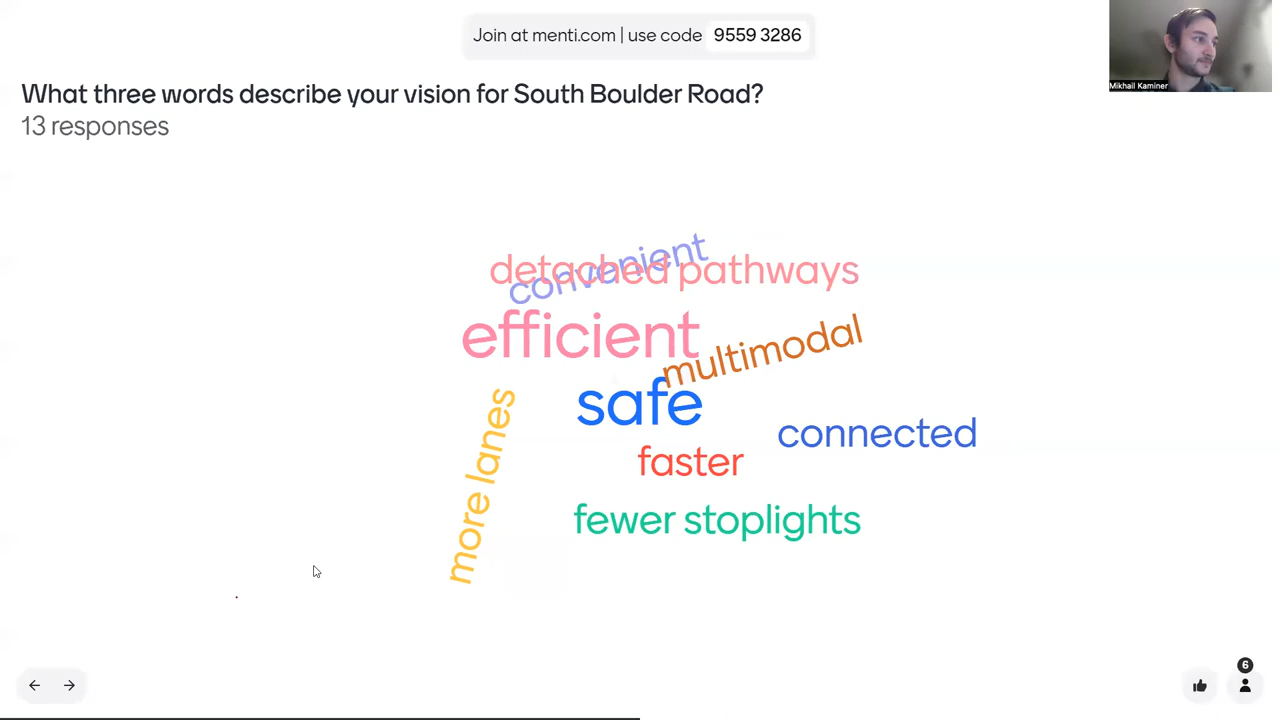 Join at menti.com | use code 9559 3286
Mikhail Kaminer
What three words describe your vision for South Boulder Road?
13 responses
convenient
detached pathways
efficient
multimodal
safe
more lanes
connected
faster
fewer stoplights
6